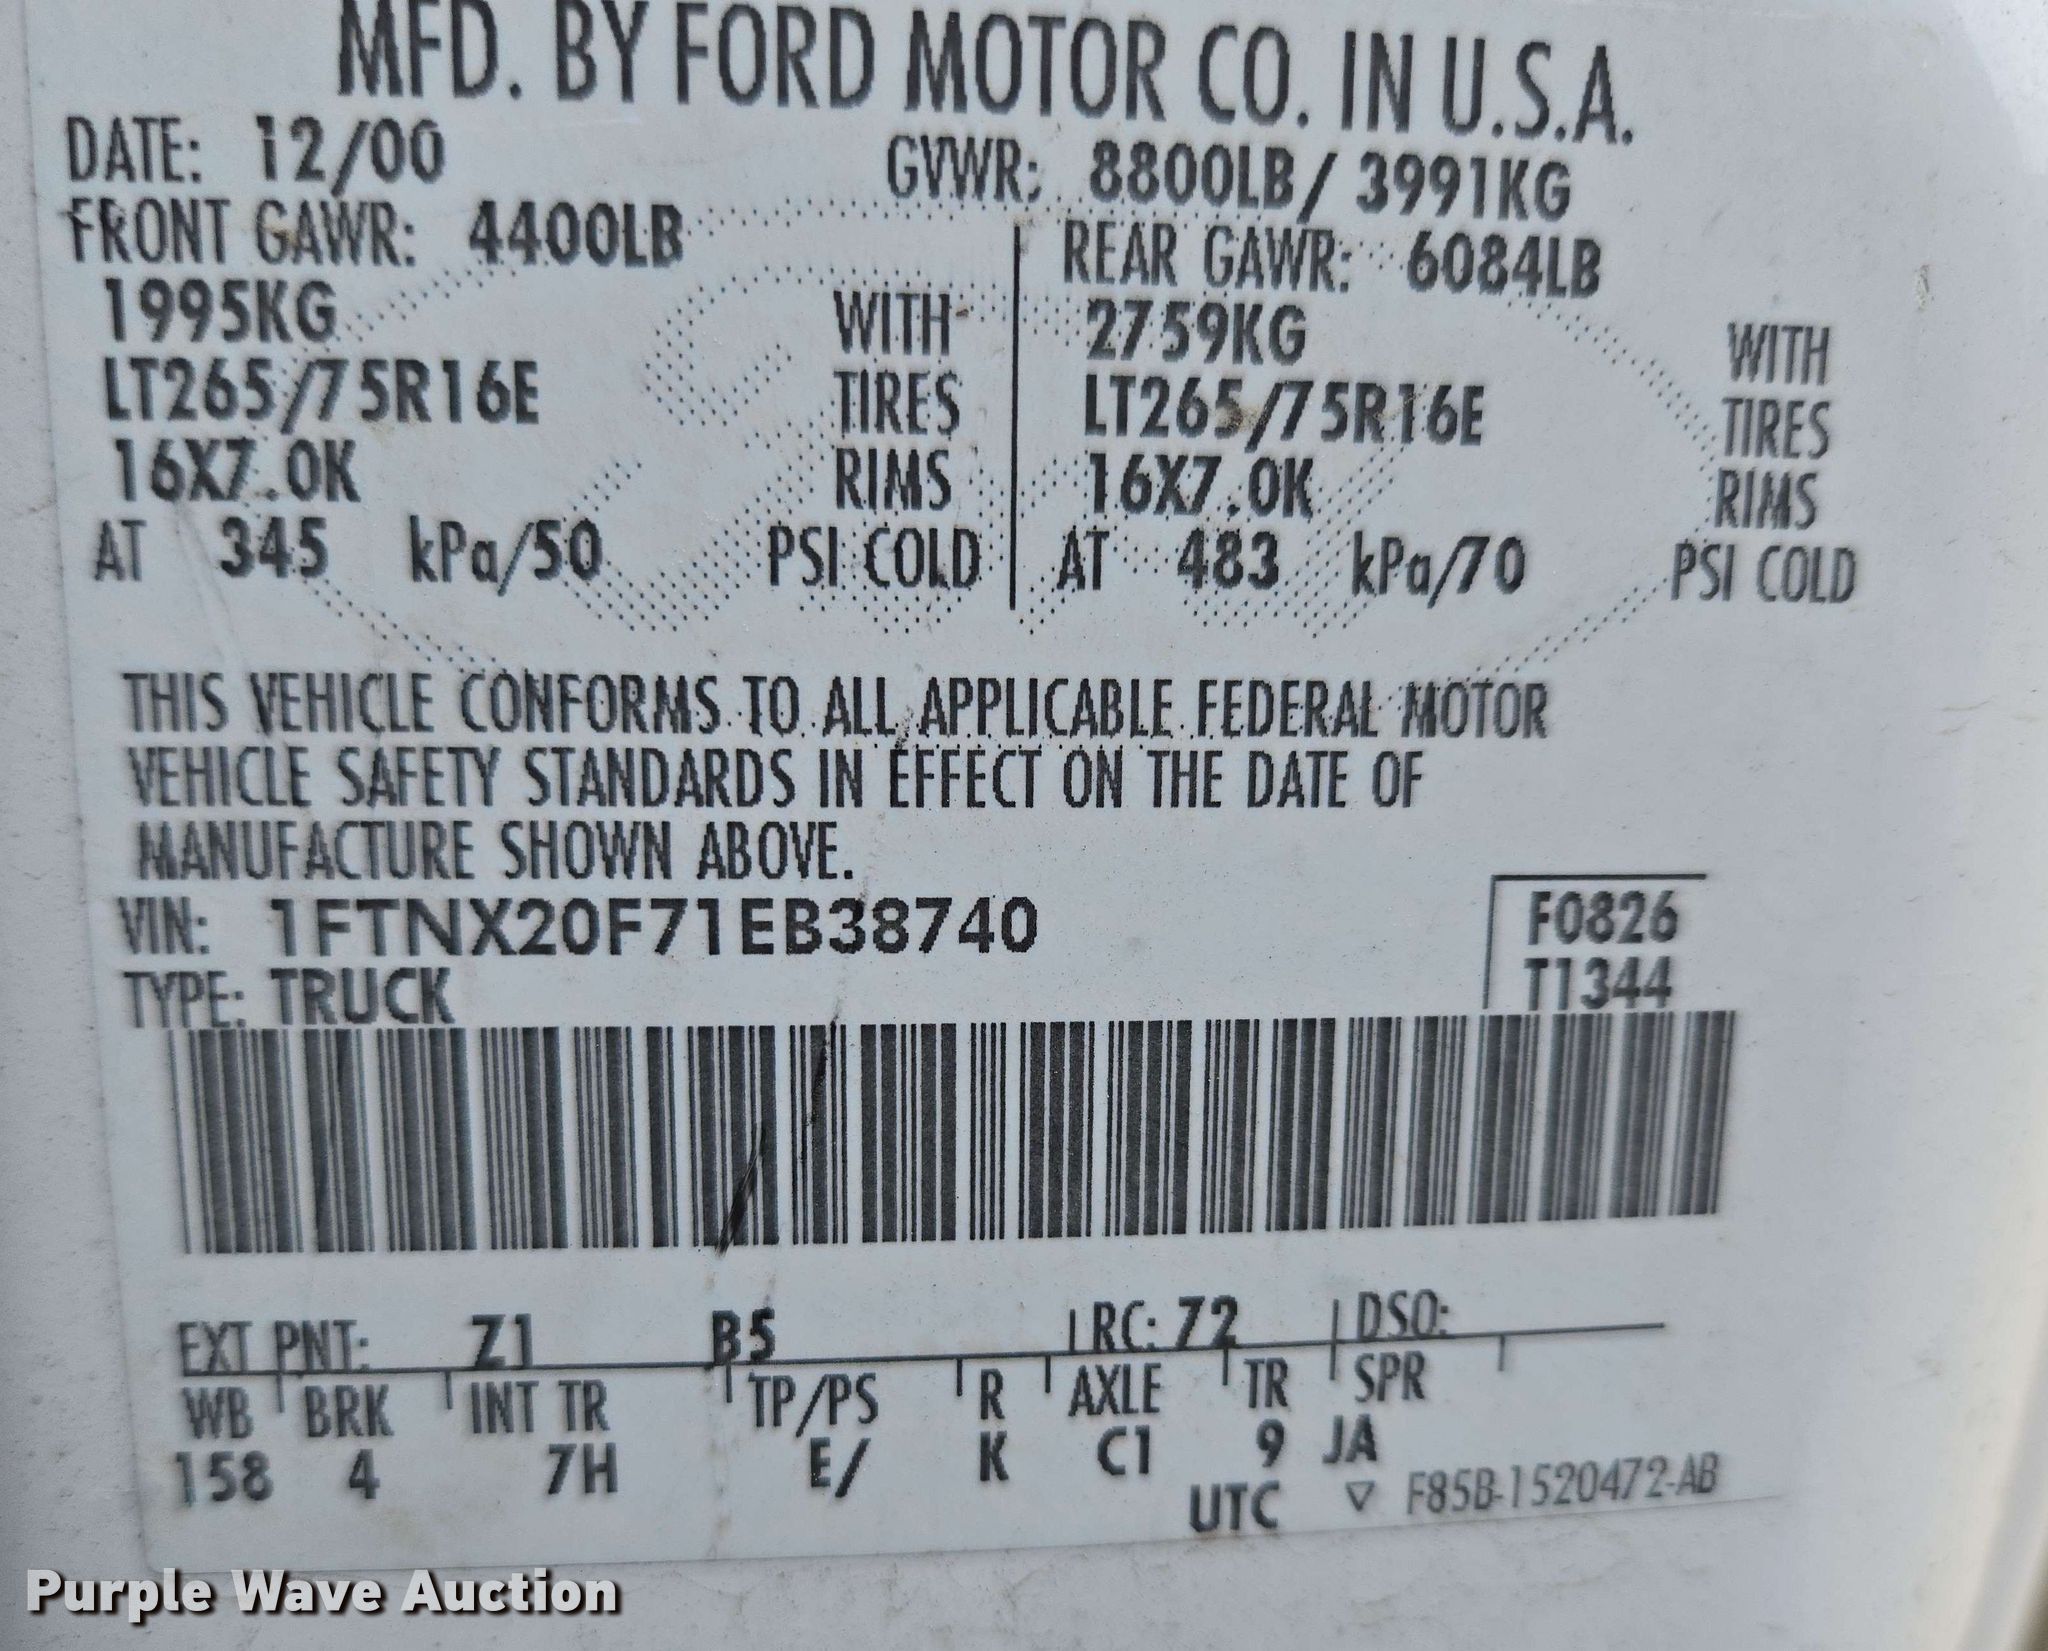 MFD. BY FORD MOTOR CO. IN U.S.A.
DATE: 12/00 GVWR: 8800LB/ 3991KG
FRONT GAWR: 4400LB REAR GAWR: 6084LB
1995KG WITH 2759KG WITH
LT265/75R16E TIRES LT265/75R16E TIRES
16X7.0K RIMS 16X7.0K RIMS
AT 345 kPa/50 PSI COLD AT 483 kPa/70 PSI COLD
THIS VEHICLE CONFORMS TO ALL APPLICABLE FEDERAL MOTOR
VEHICLE SAFETY STANDARDS IN EFFECT ON THE DATE OF
MANUFACTURE SHOWN ABOVE.
VIN: 1FTNX20F71EB38740 F0826
TYPE: TRUCK T1344
EXT PNT: Z1 B5 RC: 72 DSO:
WB BRK INT TR TP/PS R AXLE TR SPR
158 4 7H E/ K C1 9 JA
UTC ▽ F85B-1520472-AB
Purple Wave Auction